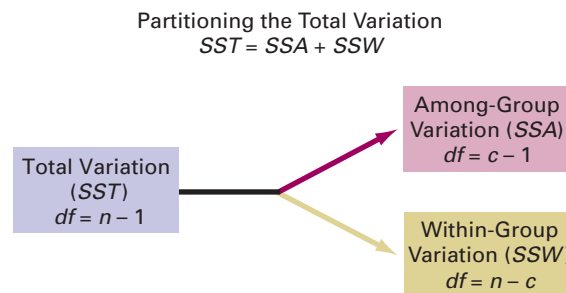 Partitioning the Total Variation
SST = SSA + SSW
Among-Group
Variation (SSA)
df = c – 1
Total Variation
(SST)
df = n – 1
Within-Group
Variation (SSW)
df = n – c